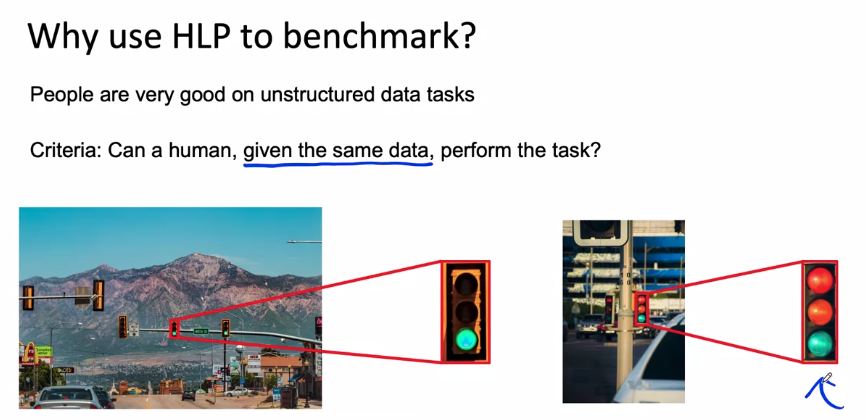 Why use HLP to benchmark?
People are very good on unstructured data tasks
Criteria: Can a human, given the same data, perform the task?